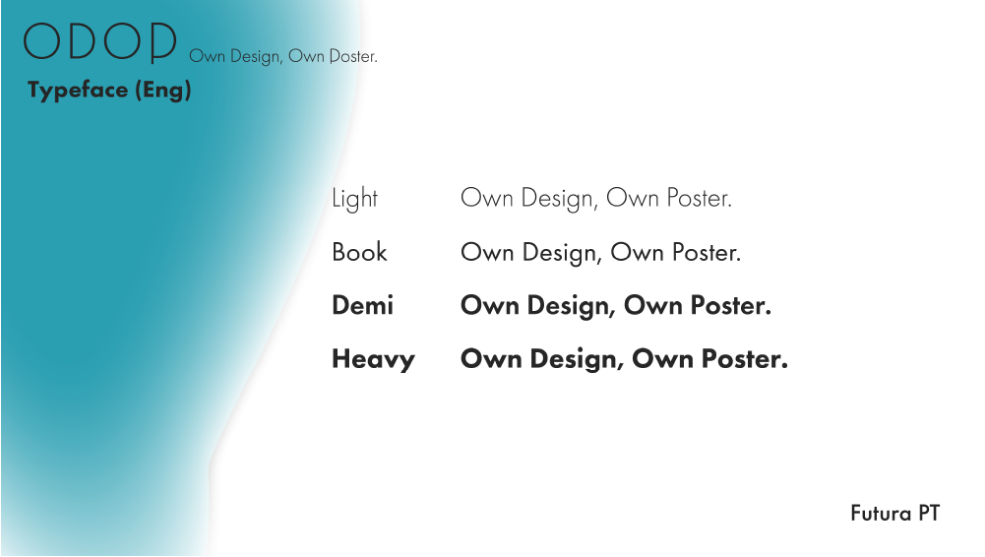 ODOP Own Design, Own Poster.
Typeface (Eng)
Light Own Design, Own Poster.
Book Own Design, Own Poster.
Demi Own Design, Own Poster.
Heavy Own Design, Own Poster.
Futura PT